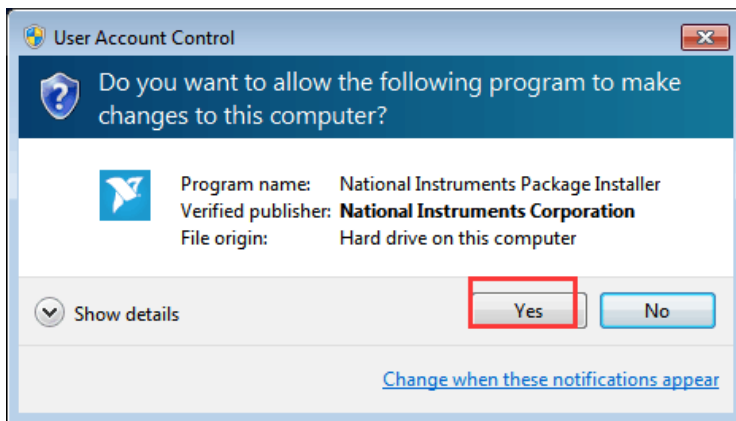 User Account Control
Do you want to allow the following program to make
changes to this computer?
Program name: National Instruments Package Installer
Verified publisher: National Instruments Corporation
File origin: Hard drive on this computer
Show details
Yes
No
Change when these notifications appear